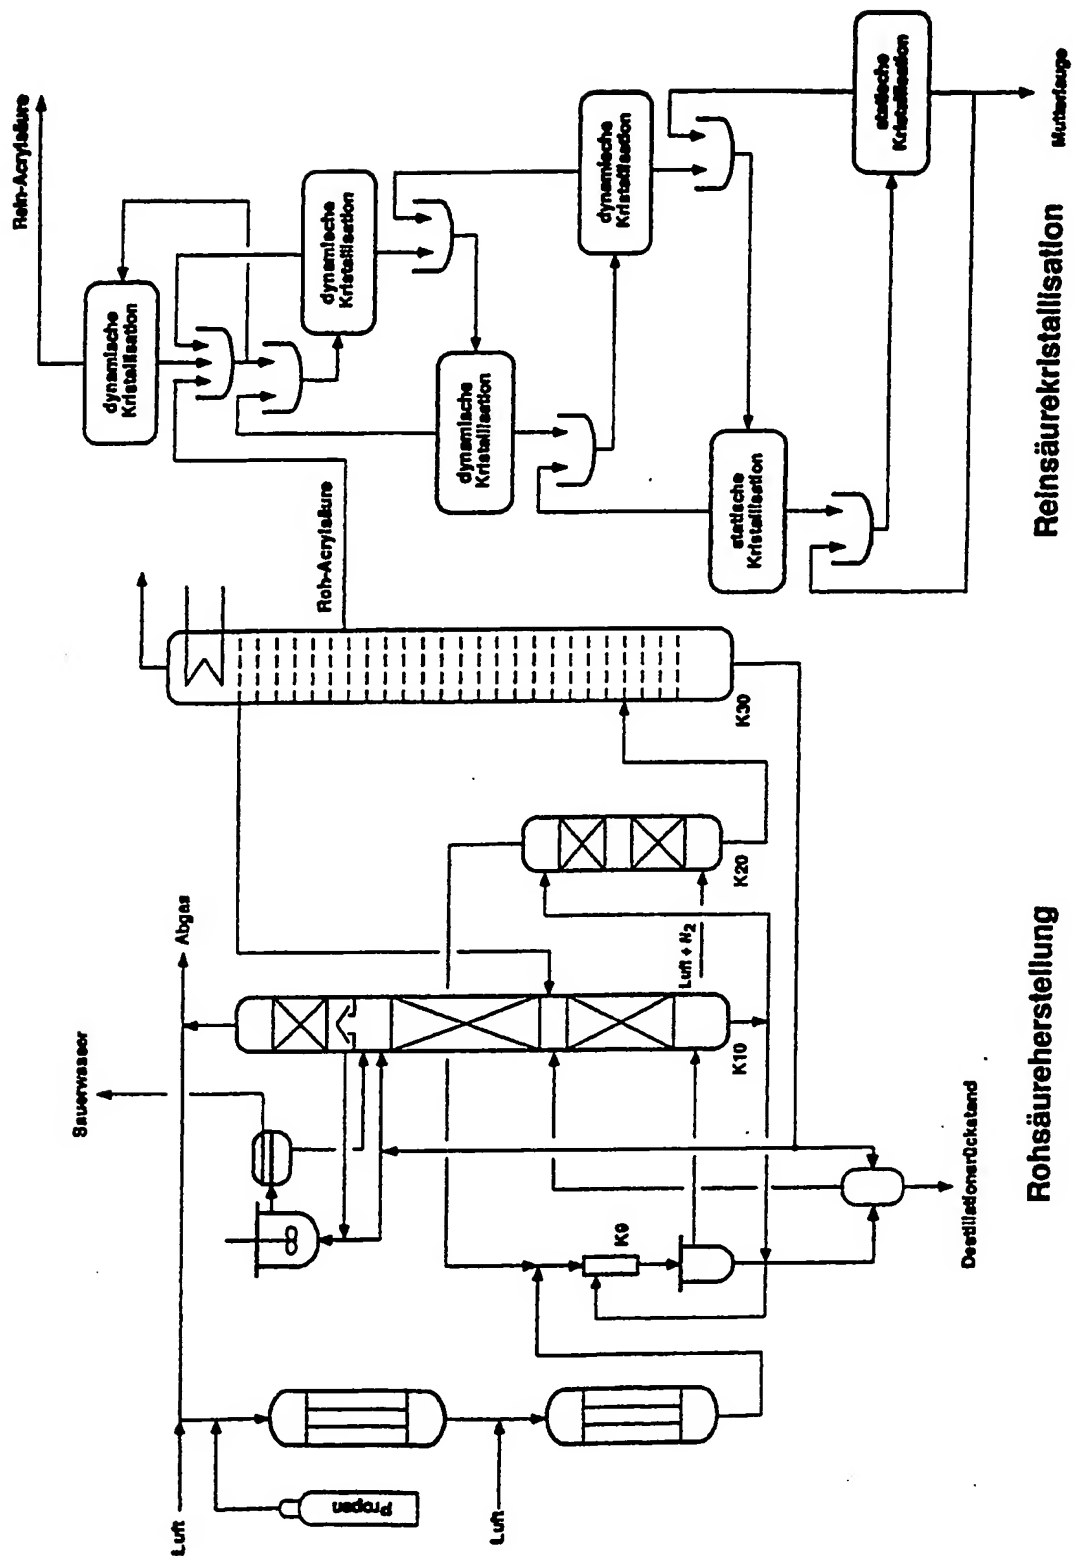 Rein-Acrylsäure
Sauerwasser
dynamische
Kristallisation
Luft
Abgas
Roh-Acrylsäure
dynamische
Kristallisation
Propen
dynamische
Kristallisation
Luft
dynamische
Kristallisation
K9
Luft + N₂
K10
K20
K30
statische
Kristallisation
statische
Kristallisation
Destillationsrückstand
Mutterlauge
Rohsäureherstellung
Reinsäurekristallisation